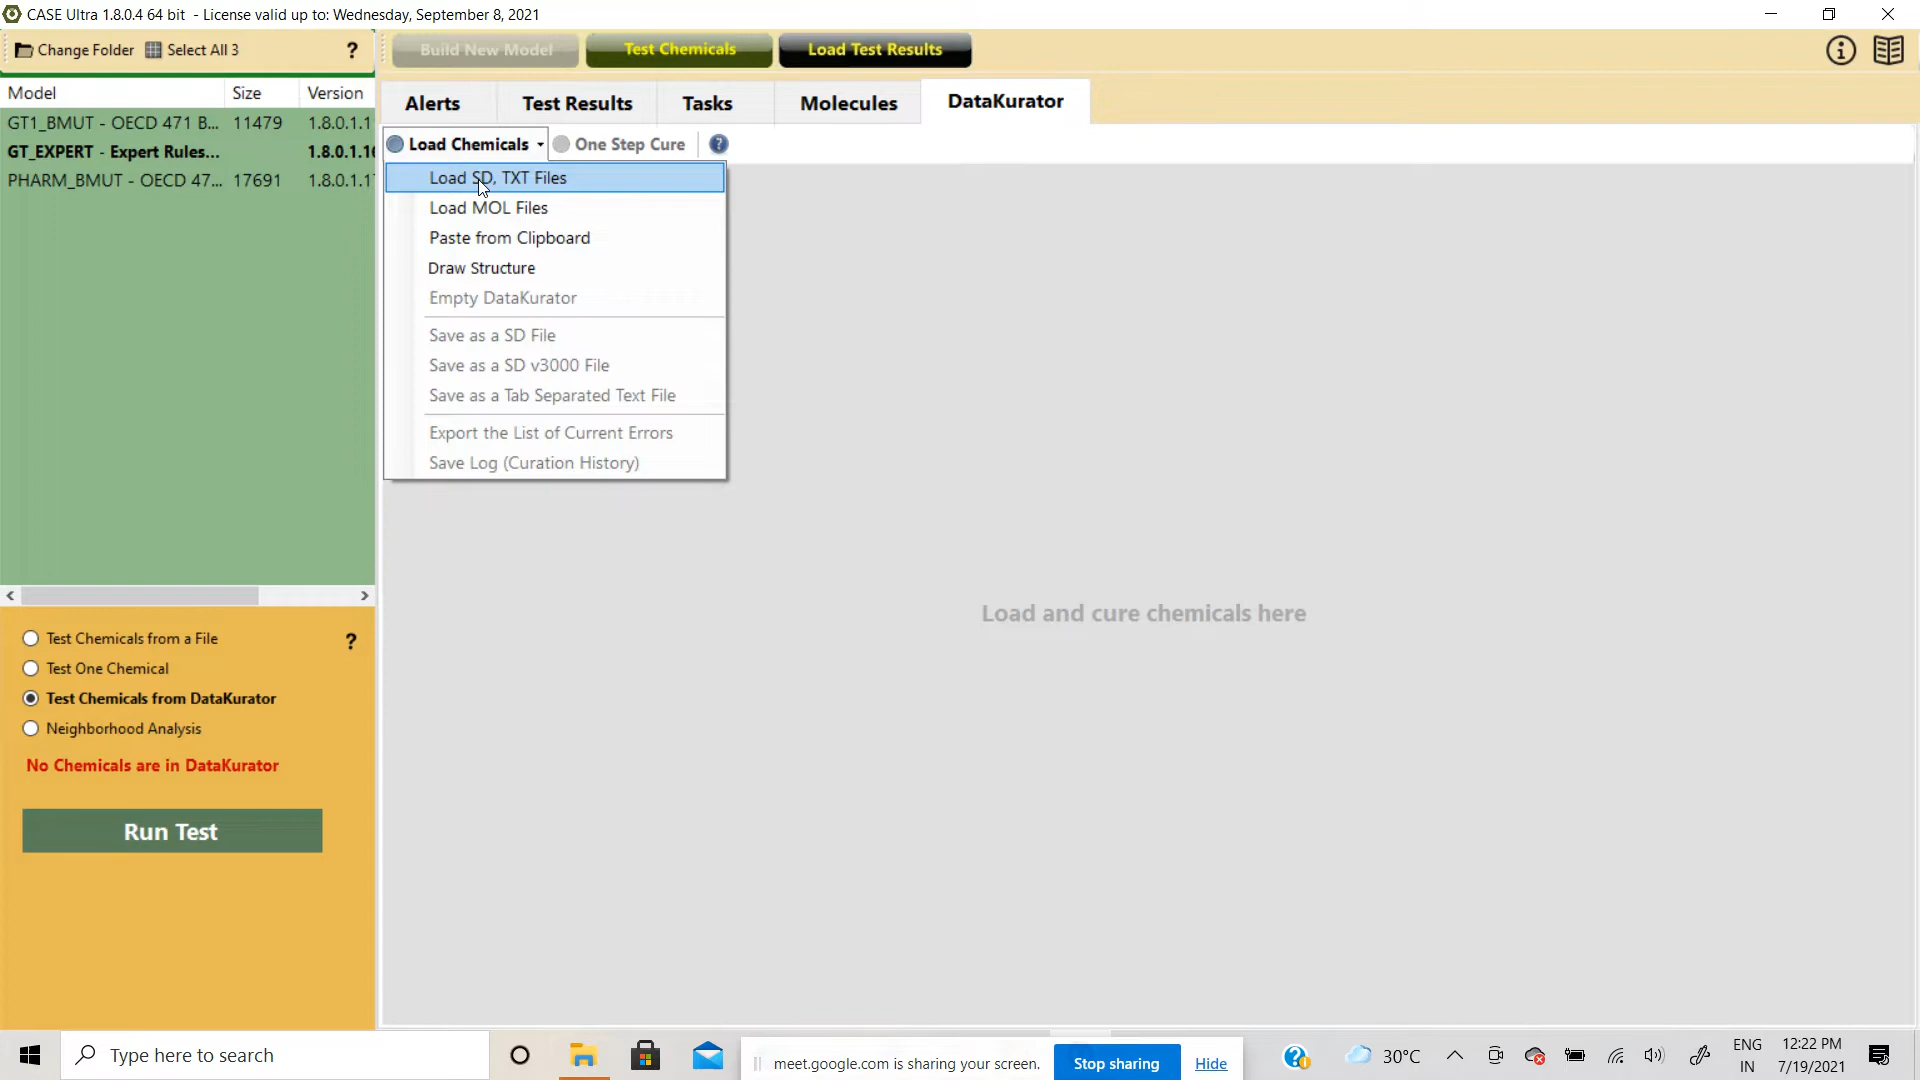 CASE Ultra 1.8.0.4 64 bit - License valid up to: Wednesday, September 8, 2021
Change Folder Select All 3 ?
Build New Model Test Chemicals Load Test Results
Model Size Version
GT1_BMUT - OECD 471 B... 11479 1.8.0.1.1
GT_EXPERT - Expert Rules... 1.8.0.1.16
PHARM_BMUT - OECD 47... 17691 1.8.0.1.1
Alerts Test Results Tasks Molecules DataKurator
Load Chemicals One Step Cure ?
Load SD, TXT Files
Load MOL Files
Paste from Clipboard
Draw Structure
Empty DataKurator
Save as a SD File
Save as a SD v3000 File
Save as a Tab Separated Text File
Export the List of Current Errors
Save Log (Curation History)
Load and cure chemicals here
Test Chemicals from a File ?
Test One Chemical
Test Chemicals from DataKurator
Neighborhood Analysis
No Chemicals are in DataKurator
Run Test
Type here to search
meet.google.com is sharing your screen. Stop sharing Hide
30°C
ENG
IN
12:22 PM
7/19/2021